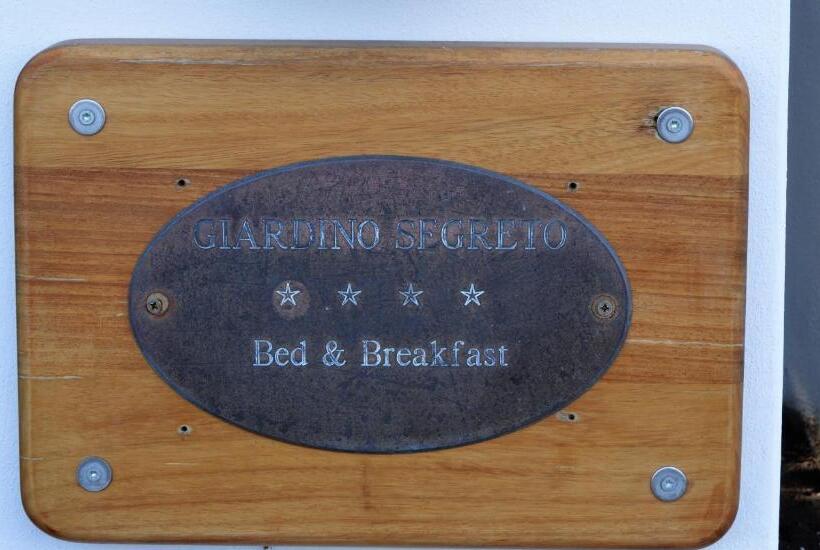 GIARDINO SEGRETO
☆ ☆ ☆ ☆
Bed & Breakfast